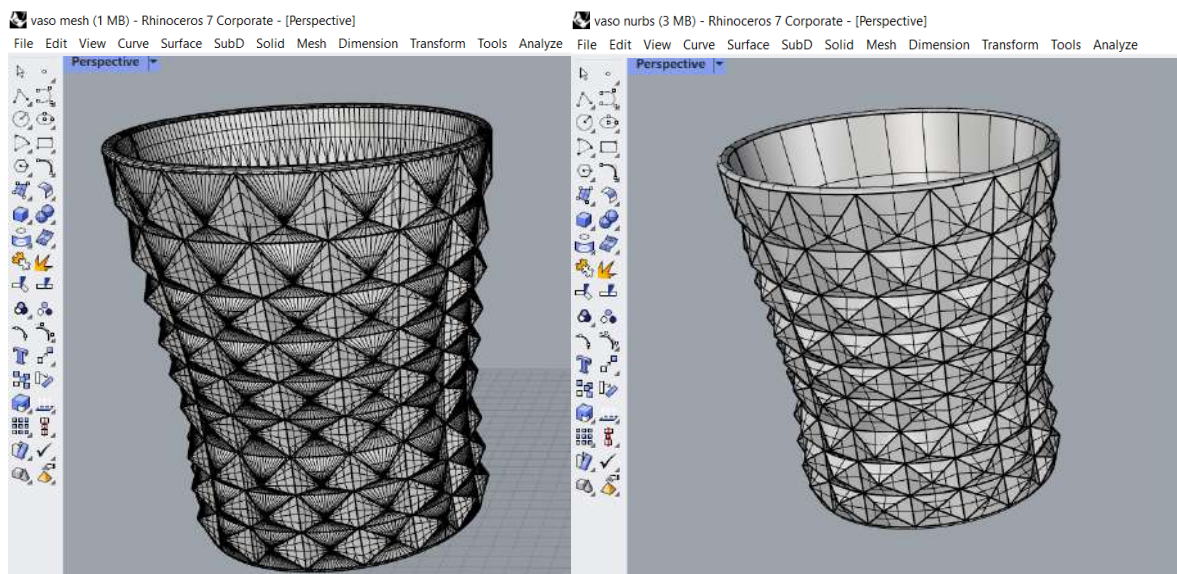 vaso mesh (1 MB) - Rhinoceros 7 Corporate - [Perspective]
File Edit View Curve Surface SubD Solid Mesh Dimension Transform Tools Analyze
Perspective
vaso nurbs (3 MB) - Rhinoceros 7 Corporate - [Perspective]
File Edit View Curve Surface SubD Solid Mesh Dimension Transform Tools Analyze
Perspective